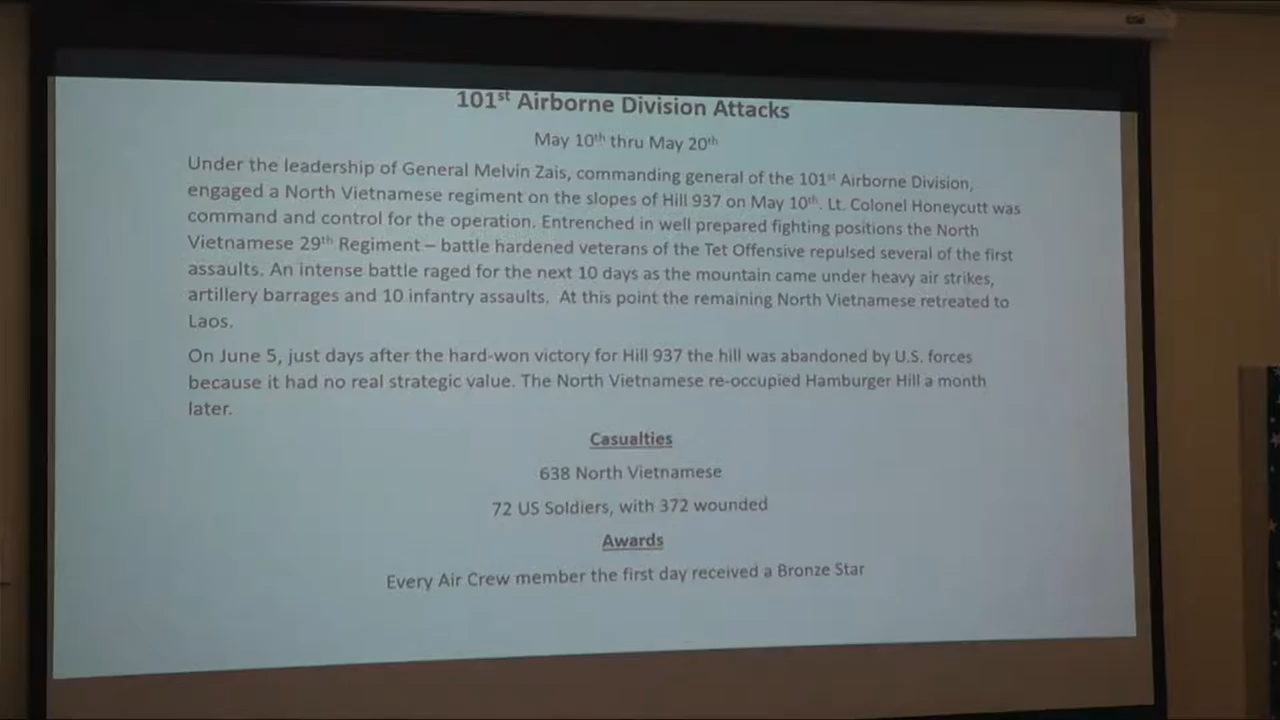 101st Airborne Division Attacks
May 10th thru May 20th
Under the leadership of General Melvin Zais, commanding general of the 101st Airborne Division,
engaged a North Vietnamese regiment on the slopes of Hill 937 on May 10th. Lt. Colonel Honeycutt was
command and control for the operation. Entrenched in well prepared fighting positions the North
Vietnamese 29th Regiment – battle hardened veterans of the Tet Offensive repulsed several of the first
assaults. An intense battle raged for the next 10 days as the mountain came under heavy air strikes,
artillery barrages and 10 infantry assaults. At this point the remaining North Vietnamese retreated to
Laos.
On June 5, just days after the hard-won victory for Hill 937 the hill was abandoned by U.S. forces
because it had no real strategic value. The North Vietnamese re-occupied Hamburger Hill a month
later.
Casualties
638 North Vietnamese
72 US Soldiers, with 372 wounded
Awards
Every Air Crew member the first day received a Bronze Star